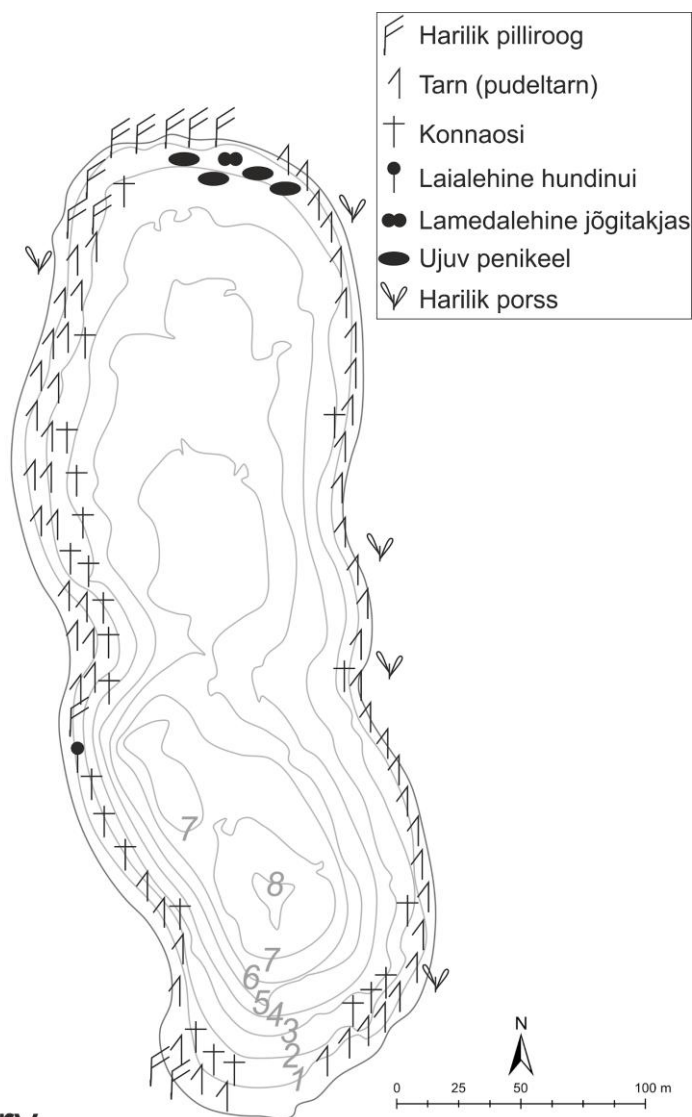 Harilik pilliroog
Tarn (pudeltarn)
Konnaosi
Laialehine hundinui
Lamedalehine jõgitakjas
Ujuv penikeel
Harilik porss
7
8
7
6
5
4
3
2
1
N
0 25 50 100 m